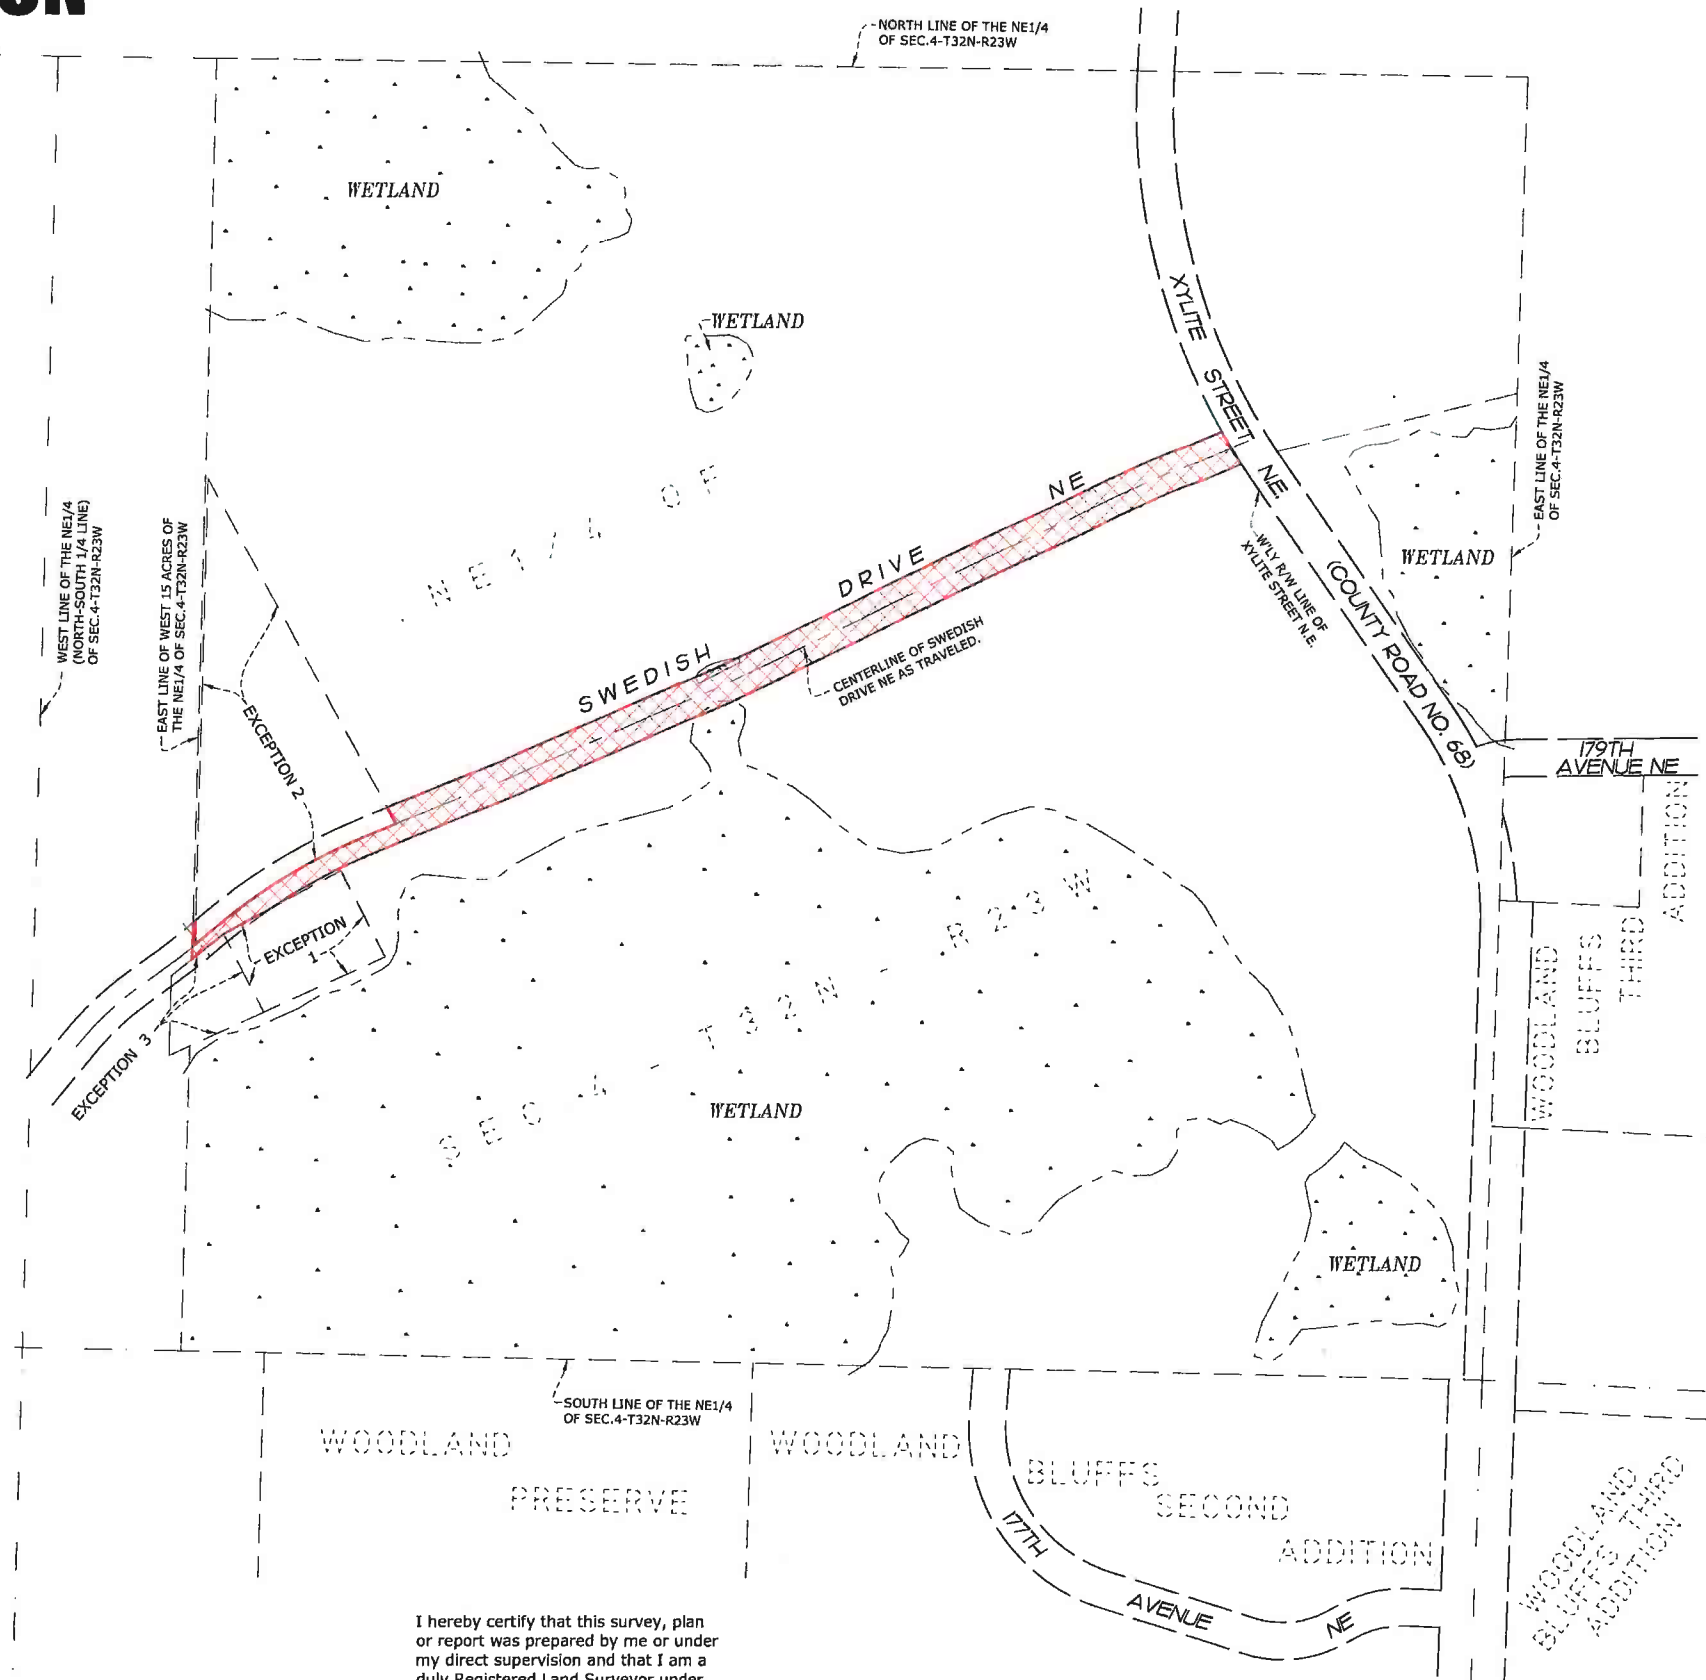 NORTH LINE OF THE NE1/4
OF SEC.4-T32N-R23W
WETLAND
WETLAND
XYLITE STREET N.E.
(COUNTY ROAD NO. 68)
EAST LINE OF THE NE1/4
OF SEC.4-T32N-R23W
WETLAND
W'LY R/W LINE OF
XYLITE STREET N.E.
WEST LINE OF THE NE1/4
(NORTH-SOUTH 1/4 LINE)
OF SEC.4-T32N-R23W
EAST LINE OF WEST 15 ACRES OF
THE NE1/4 OF SEC.4-T32N-R23W
NE1/4 OF
SWEDISH DRIVE NE
CENTERLINE OF SWEDISH
DRIVE NE AS TRAVELED.
EXCEPTION 2
EXCEPTION
1
EXCEPTION 3
179TH
AVENUE NE
SEC 4 - T32N - R23W
WETLAND
WETLAND
WOODLAND
BLUFFS
THIRD
ADDITION
SOUTH LINE OF THE NE1/4
OF SEC.4-T32N-R23W
WOODLAND
PRESERVE
WOODLAND
BLUFFS
SECOND
ADDITION
177TH AVENUE NE
WOODLAND
BLUFFS THIRD
ADDITION
I hereby certify that this survey, plan
or report was prepared by me or under
my direct supervision and that I am a
duly Registered Land Surveyor under